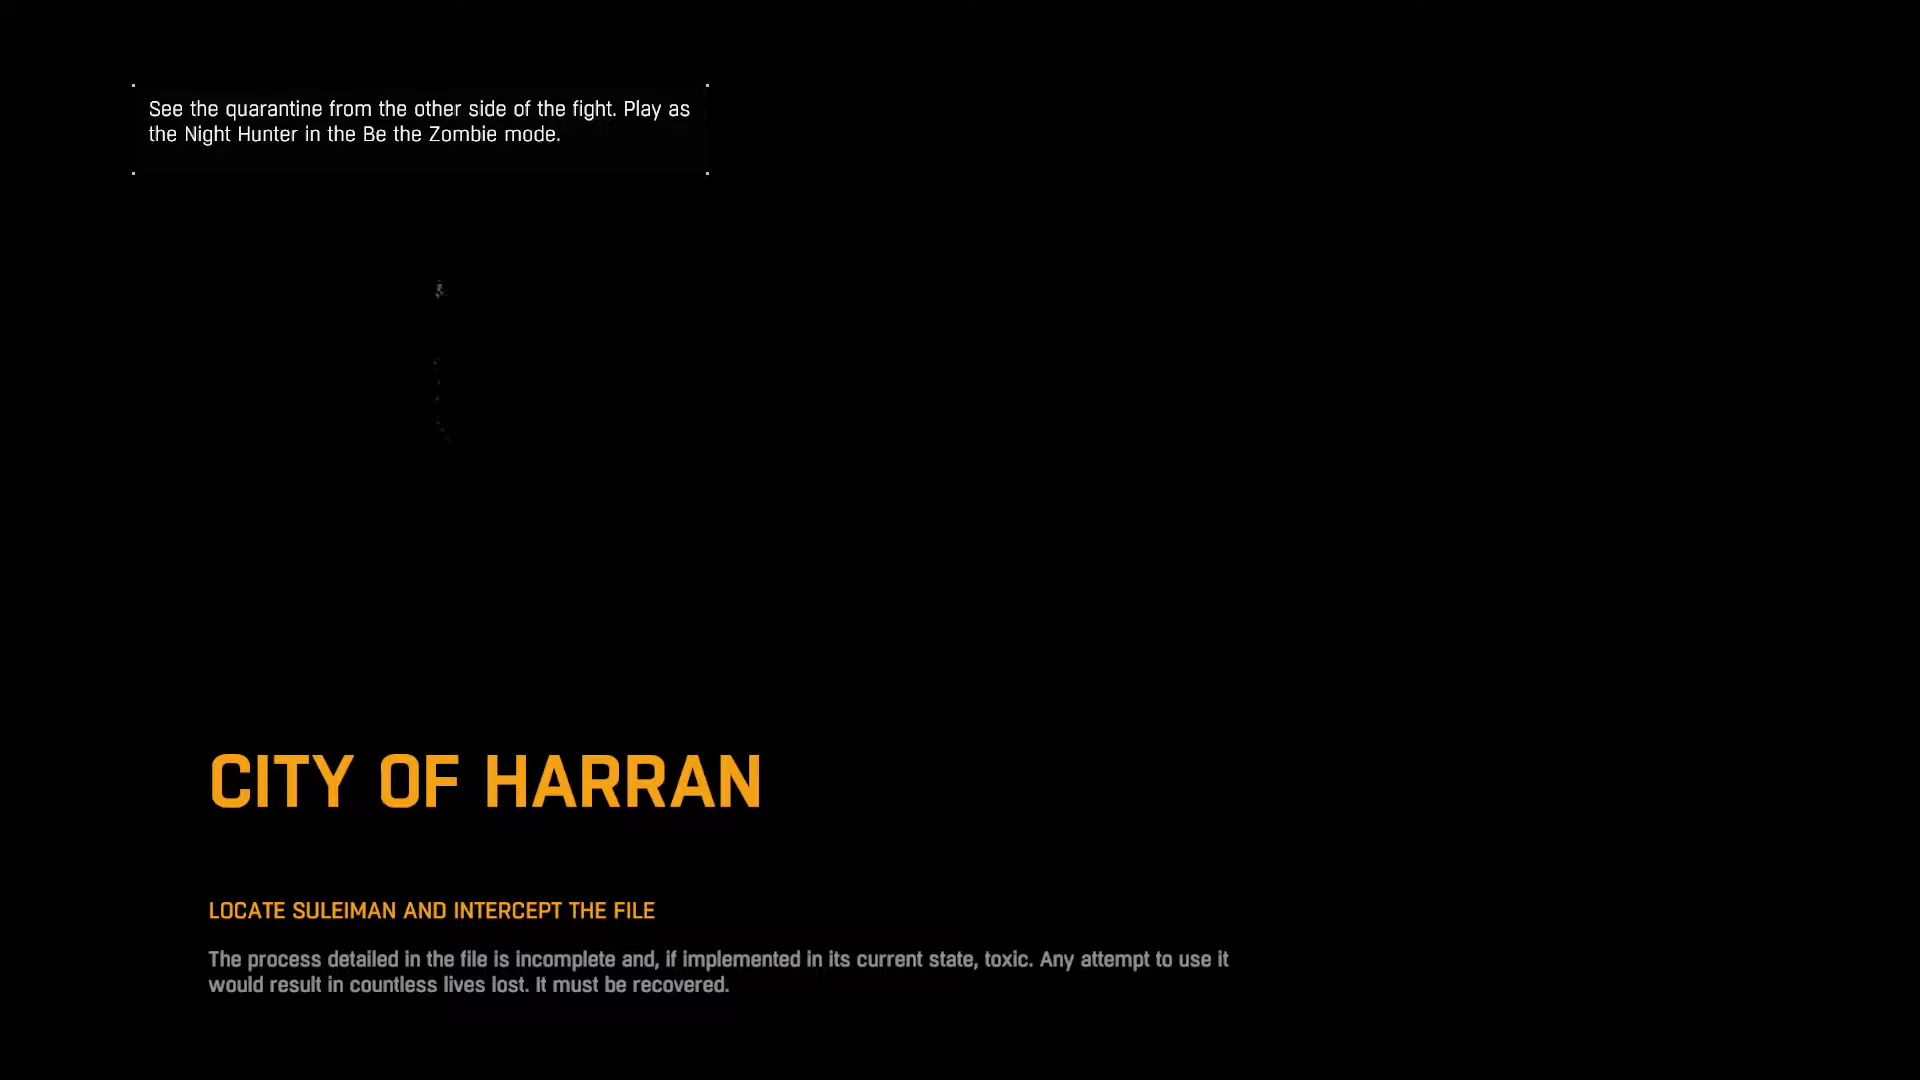 See the quarantine from the other side of the fight. Play as
the Night Hunter in the Be the Zombie mode.
CITY OF HARRAN
LOCATE SULEIMAN AND INTERCEPT THE FILE
The process detailed in the file is incomplete and, if implemented in its current state, toxic. Any attempt to use it
would result in countless lives lost. It must be recovered.